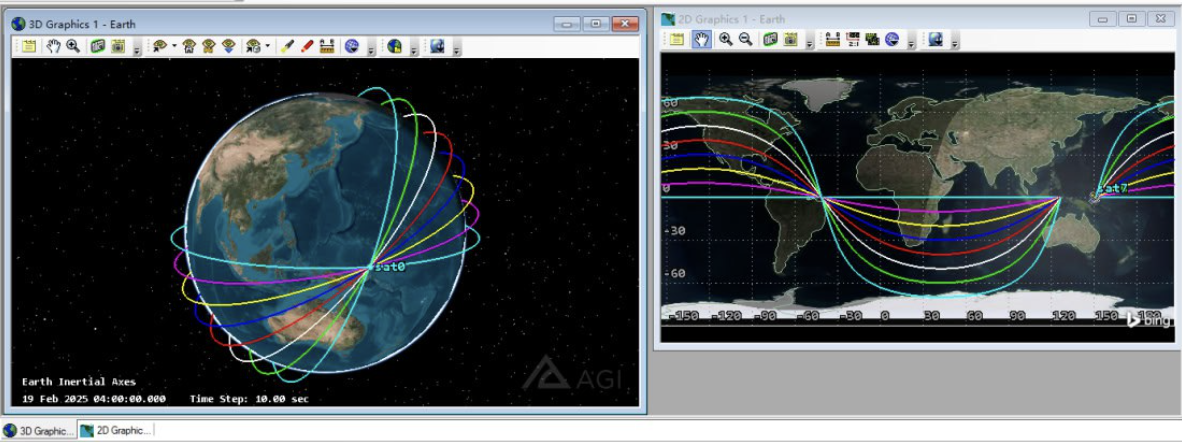 3D Graphics 1 - Earth
sat0
Earth Inertial Axes
19 Feb 2025 04:00:00.000 Time Step: 10.00 sec
AGI
2D Graphics 1 - Earth
60
30
0
sat7
-30
-60
-150 -120 -90 -60 -30 0 30 60 90 120 150 180
bing
3D Graphic... 2D Graphic...